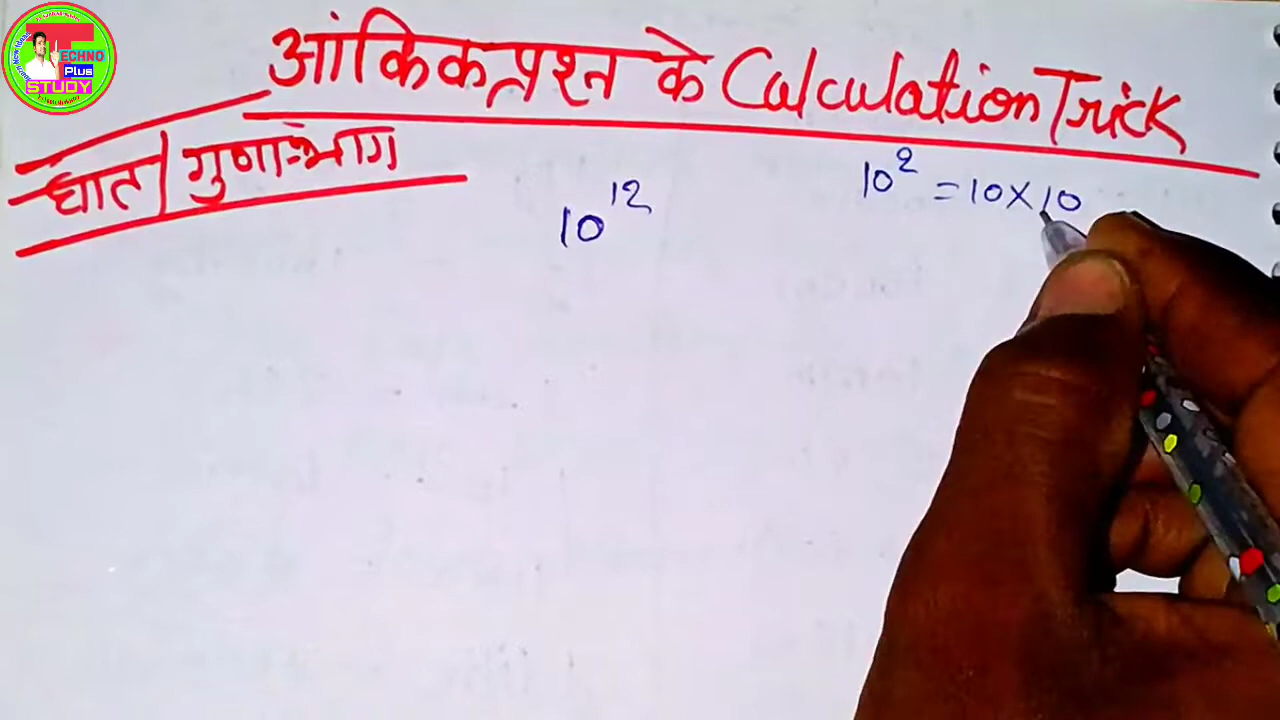 ECHNO
Plus
STUDY
आंकिक प्रश्न के Calculation Trick
घात | गुणा-भाग
10¹²
10² = 10 × 10